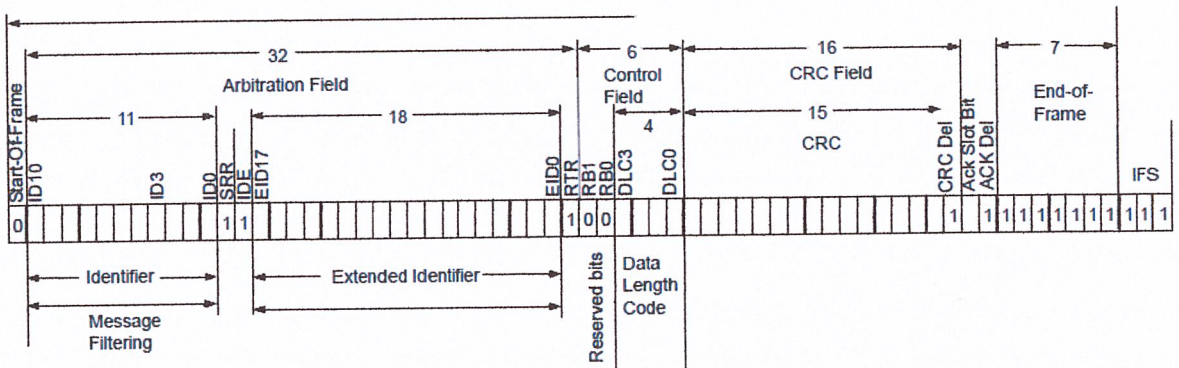 32
6
16
7
Arbitration Field
Control
Field
CRC Field
End-of-
Frame
11
18
4
15
CRC
Start-Of-Frame
ID10
ID3
ID0
SRR
IDE
EID17
EID0
RTR
RB1
RB0
DLC3
DLC0
CRC Del
Ack Slot Bit
ACK Del
IFS
0 1 1 1 0 0 1 1 1 1 1 1 1 1 1 1 1 1
Identifier
Extended Identifier
Reserved bits
Data
Length
Code
Message
Filtering